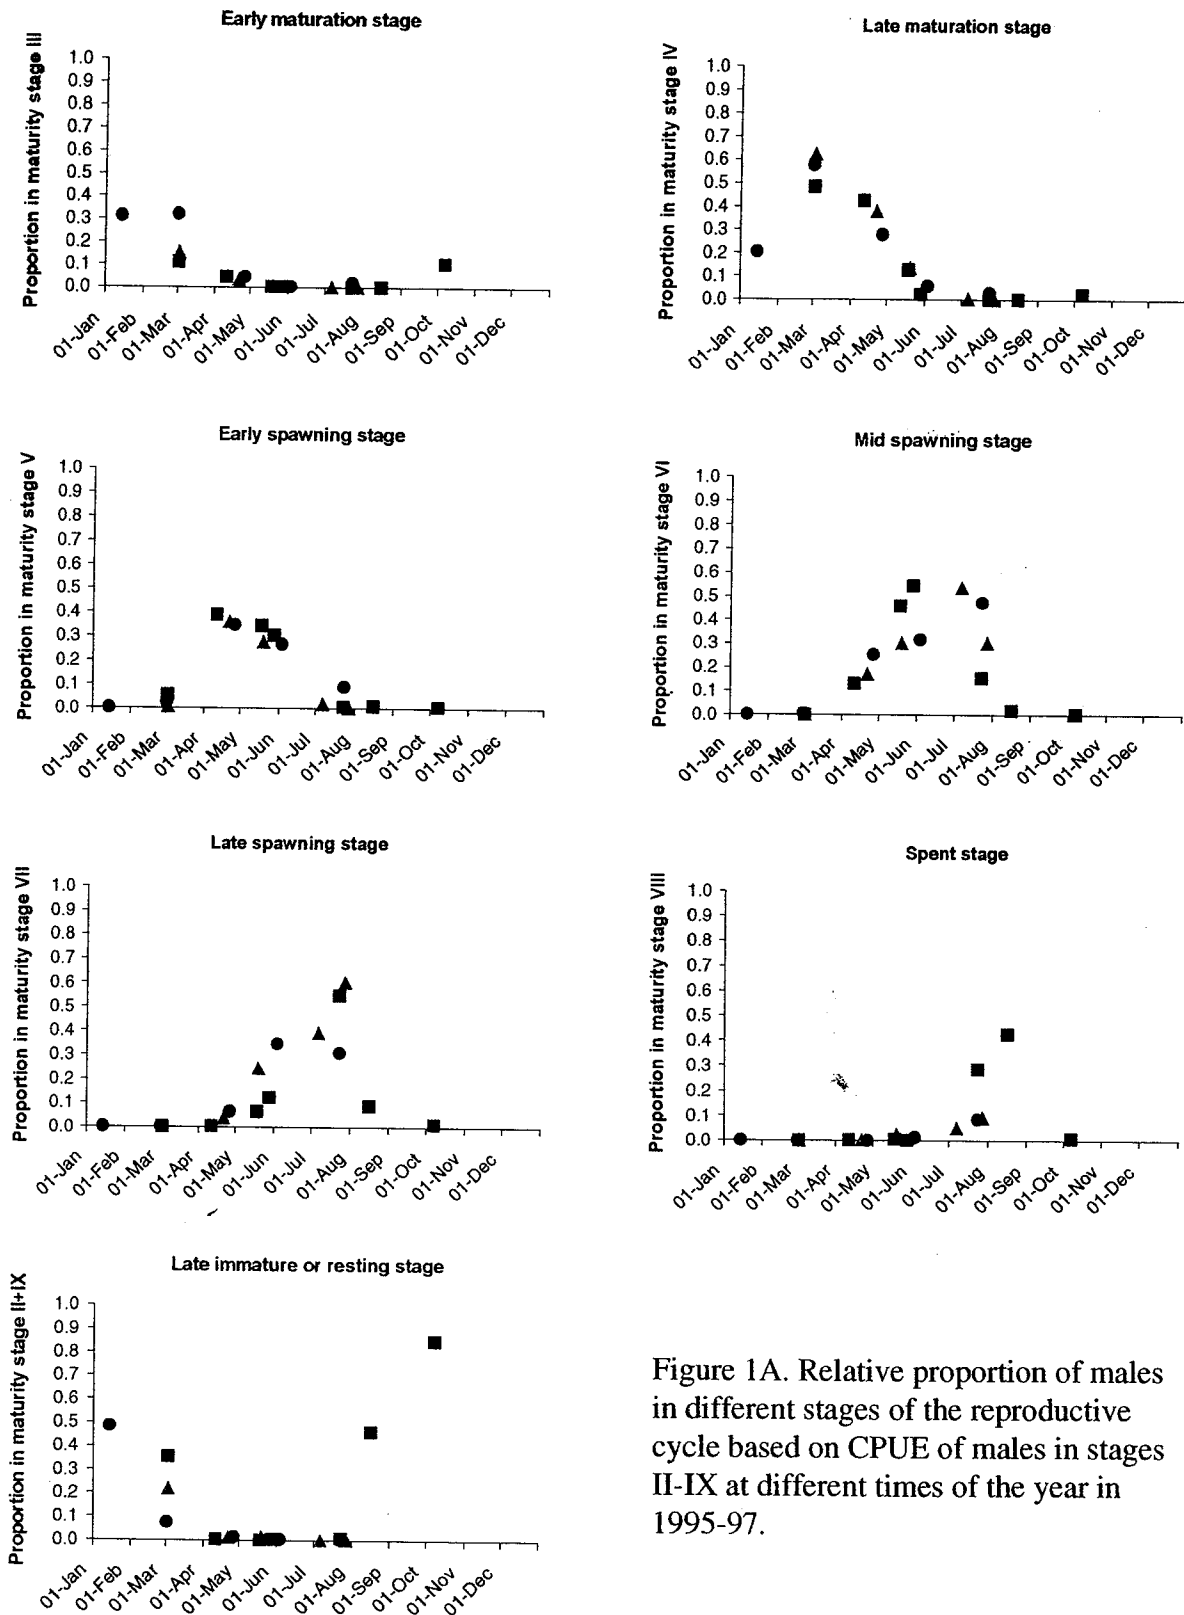 Early maturation stage
Proportion in maturity stage III
1.0
0.9
0.8
0.7
0.6
0.5
0.4
0.3
0.2
0.1
0.0
01-Jan
01-Feb
01-Mar
01-Apr
01-May
01-Jun
01-Jul
01-Aug
01-Sep
01-Oct
01-Nov
01-Dec
Late maturation stage
Proportion in maturity stage IV
1.0
0.9
0.8
0.7
0.6
0.5
0.4
0.3
0.2
0.1
0.0
01-Jan
01-Feb
01-Mar
01-Apr
01-May
01-Jun
01-Jul
01-Aug
01-Sep
01-Oct
01-Nov
01-Dec
Early spawning stage
Proportion in maturity stage V
1.0
0.9
0.8
0.7
0.6
0.5
0.4
0.3
0.2
0.1
0.0
01-Jan
01-Feb
01-Mar
01-Apr
01-May
01-Jun
01-Jul
01-Aug
01-Sep
01-Oct
01-Nov
01-Dec
Mid spawning stage
Proportion in maturity stage VI
1.0
0.9
0.8
0.7
0.6
0.5
0.4
0.3
0.2
0.1
0.0
01-Jan
01-Feb
01-Mar
01-Apr
01-May
01-Jun
01-Jul
01-Aug
01-Sep
01-Oct
01-Nov
01-Dec
Late spawning stage
Proportion in maturity stage VII
1.0
0.9
0.8
0.7
0.6
0.5
0.4
0.3
0.2
0.1
0.0
01-Jan
01-Feb
01-Mar
01-Apr
01-May
01-Jun
01-Jul
01-Aug
01-Sep
01-Oct
01-Nov
01-Dec
Spent stage
Proportion in maturity stage VIII
1.0
0.9
0.8
0.7
0.6
0.5
0.4
0.3
0.2
0.1
0.0
01-Jan
01-Feb
01-Mar
01-Apr
01-May
01-Jun
01-Jul
01-Aug
01-Sep
01-Oct
01-Nov
01-Dec
Late immature or resting stage
Proportion in maturity stage II+IX
1.0
0.9
0.8
0.7
0.6
0.5
0.4
0.3
0.2
0.1
0.0
01-Jan
01-Feb
01-Mar
01-Apr
01-May
01-Jun
01-Jul
01-Aug
01-Sep
01-Oct
01-Nov
01-Dec
Figure 1A. Relative proportion of males
in different stages of the reproductive
cycle based on CPUE of males in stages
II-IX at different times of the year in
1995-97.